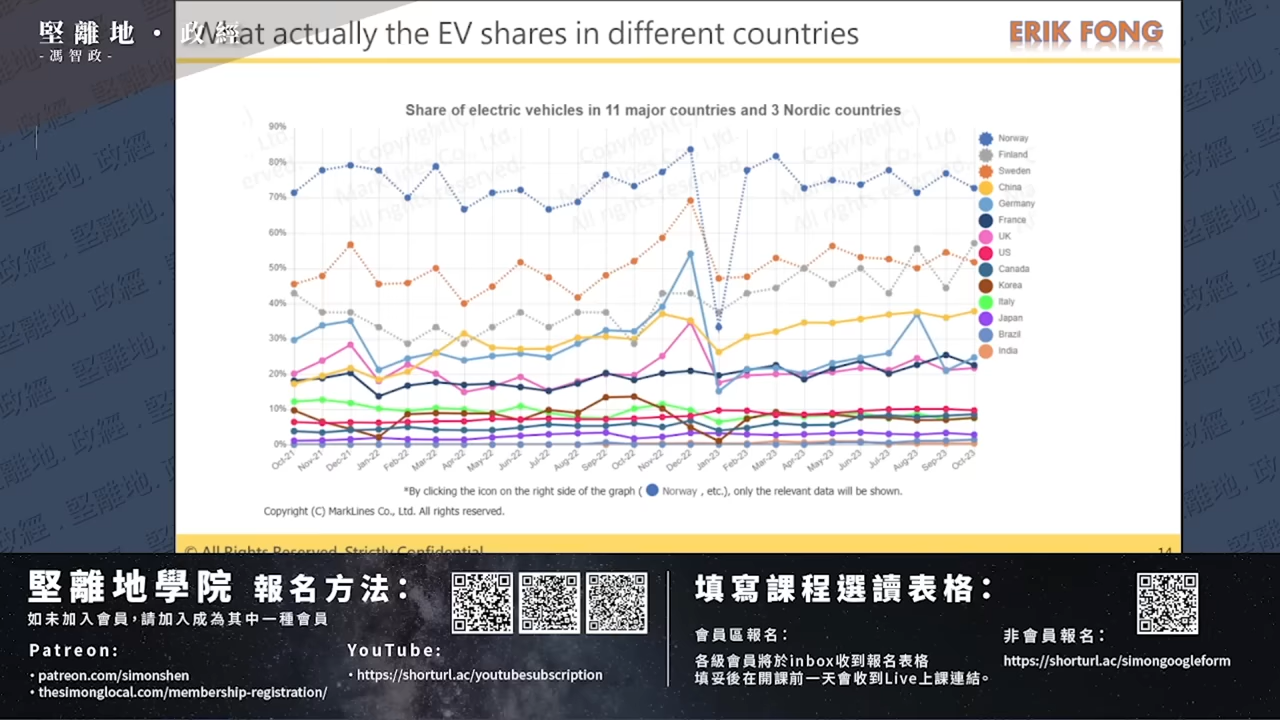 堅離地・政經
-馮智政-
What actually the EV shares in different countries
ERIK FONG
Share of electric vehicles in 11 major countries and 3 Nordic countries
90%
80%
70%
60%
50%
40%
30%
20%
10%
0%
Oct-21
Nov-21
Dec-21
Jan-22
Feb-22
Mar-22
Apr-22
May-22
Jun-22
Jul-22
Aug-22
Sep-22
Oct-22
Nov-22
Dec-22
Jan-23
Feb-23
Mar-23
Apr-23
May-23
Jun-23
Jul-23
Aug-23
Sep-23
Oct-23
Norway
Finland
Sweden
China
Germany
France
UK
US
Canada
Korea
Italy
Japan
Brazil
India
*By clicking the icon on the right side of the graph ( Norway , etc.), only the relevant data will be shown.
Copyright (C) MarkLines Co., Ltd. All rights reserved.
© All Rights Reserved. Strictly Confidential
14
堅離地學院 報名方法：
如未加入會員，請加入成為其中一種會員
Patreon:
・patreon.com/simonshen
・thesimonglocal.com/membership-registration/
YouTube:
・https://shorturl.ac/youtubesubscription
填寫課程選讀表格：
會員區報名：
各級會員將於inbox收到報名表格
填妥後在開課前一天會收到Live上課連結。
非會員報名：
https://shorturl.ac/simongoogleform